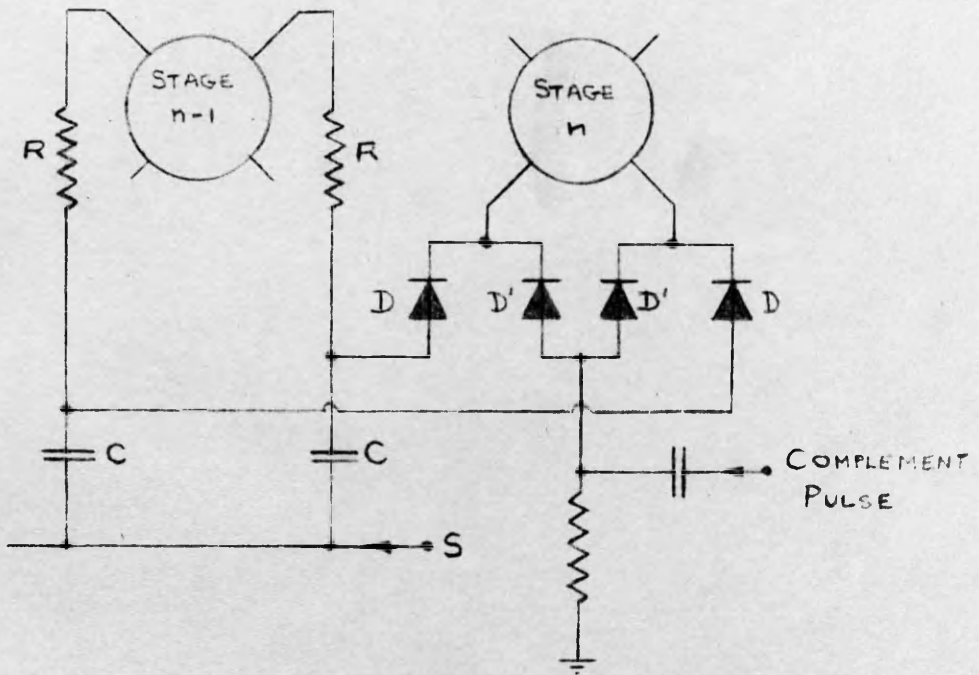 STAGE
n-1
STAGE
n
R
R
D
D'
D'
D
C
C
COMPLEMENT
PULSE
S